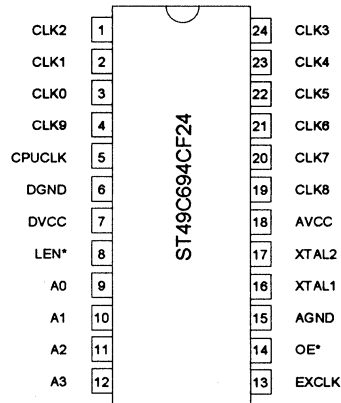 CLK2 1 24 CLK3
CLK1 2 23 CLK4
CLK0 3 22 CLK5
CLK9 4 21 CLK6
CPUCLK 5 20 CLK7
DGND 6 19 CLK8
DVCC 7 18 AVCC
LEN* 8 17 XTAL2
A0 9 16 XTAL1
A1 10 15 AGND
A2 11 14 OE*
A3 12 13 EXCLK
ST49C694CF24